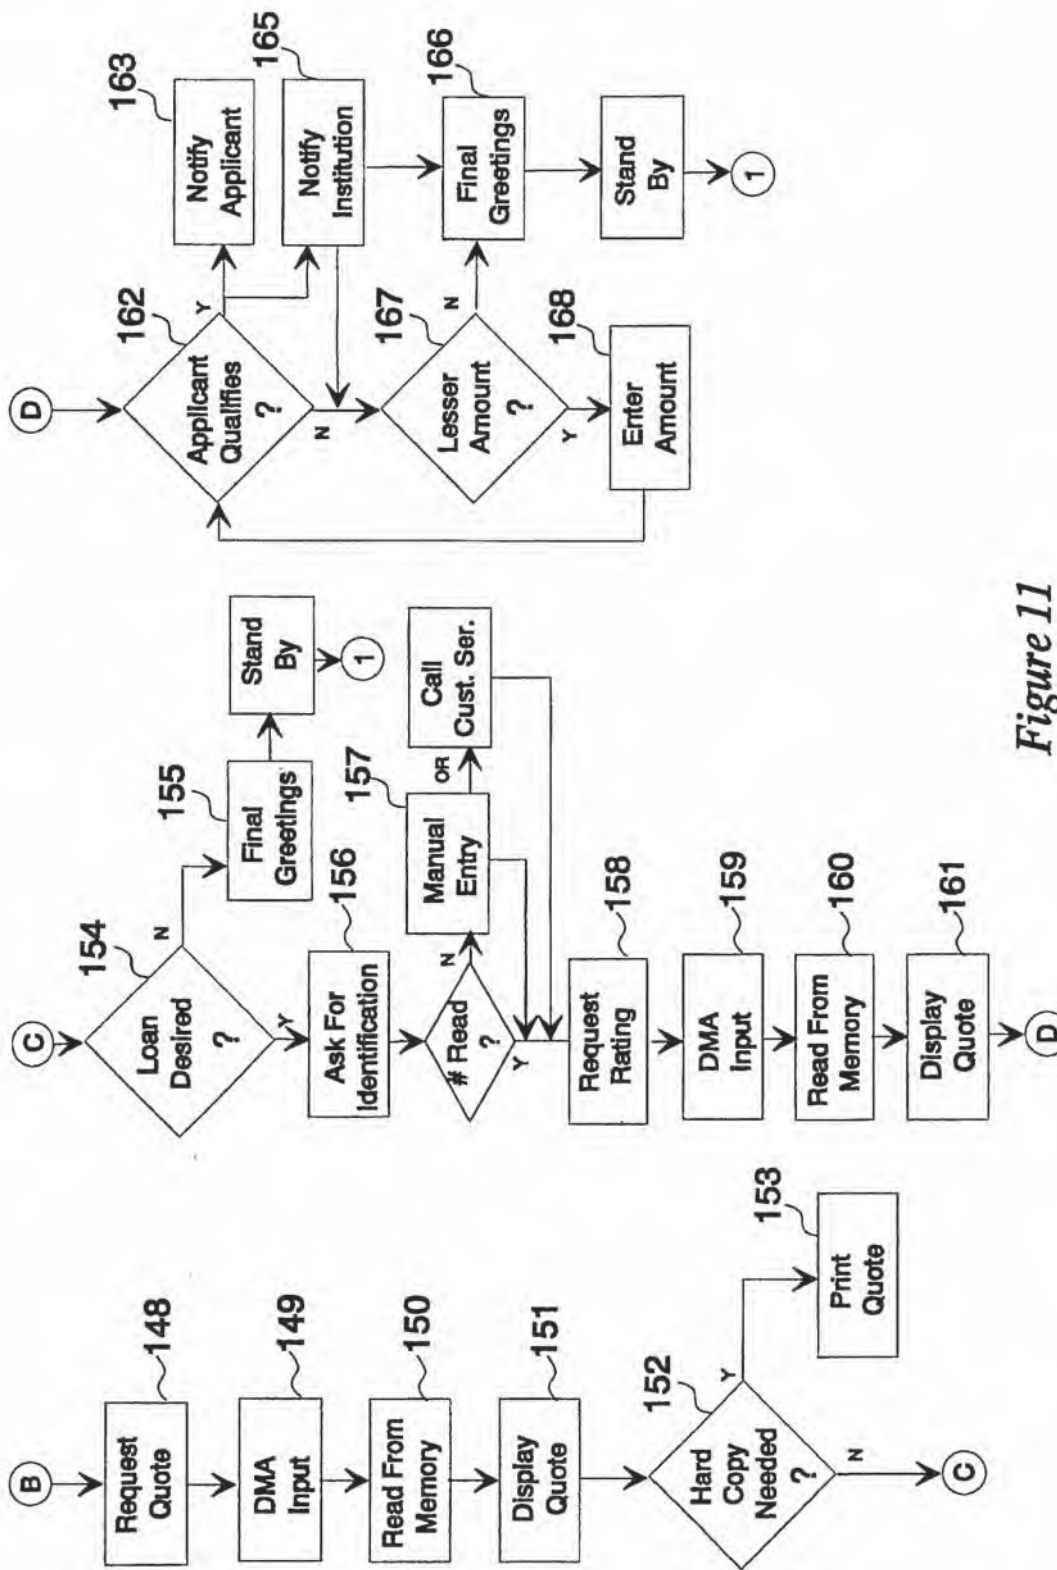 B
Request
Quote
148
DMA
Input
149
Read From
Memory
150
Display
Quote
151
Hard
Copy
Needed
?
152
Y
N
Print
Quote
153
C
C
Loan
Desired
?
154
N
Y
Final
Greetings
155
Stand
By
1
Ask For
Identification
156
# Read
?
N
Y
Manual
Entry
157
OR
Call
Cust. Ser.
Request
Rating
158
DMA
Input
159
Read From
Memory
160
Display
Quote
161
D
D
Applicant
Qualifies
?
162
Y
N
Notify
Applicant
163
Notify
Institution
165
Lesser
Amount
?
167
N
Y
Final
Greetings
166
Stand
By
1
Enter
Amount
168
Figure 11